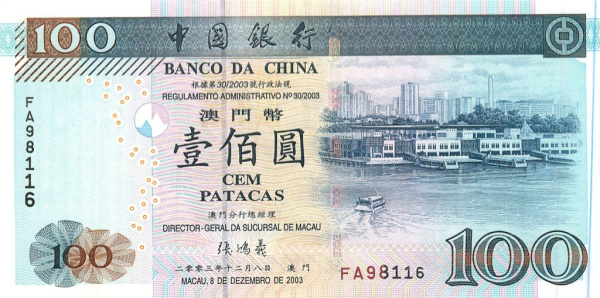 100 中國銀行
BANCO DA CHINA
根據第30/2003號行政法規
REGULAMENTO ADMINISTRATIVO Nº 30/2003
澳門幣
壹佰圓
CEM
PATACAS
澳門分行總經理
DIRECTOR-GERAL DA SUCURSAL DE MACAU
張鴻義
二零零三年十二月八日 澳門
MACAU, 8 DE DEZEMBRO DE 2003
FA98116
100
FA98116
100